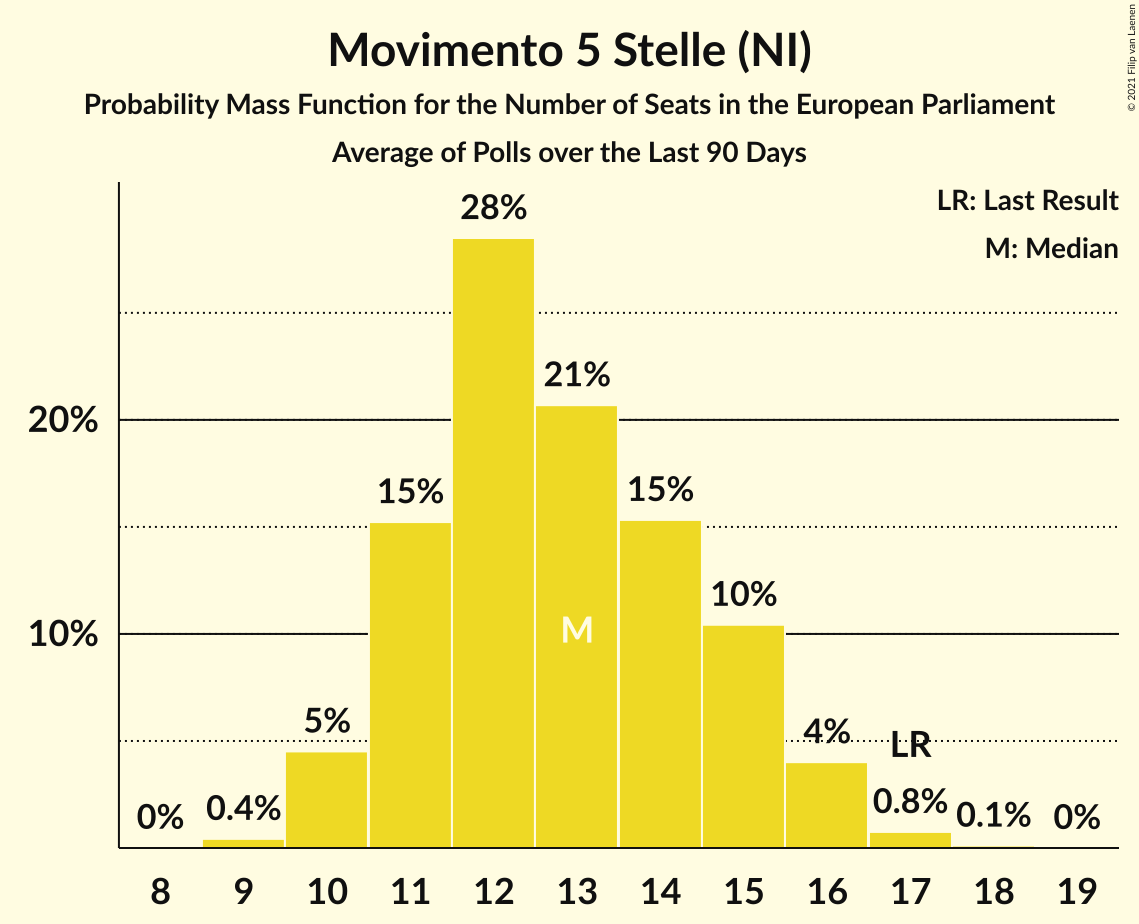 Movimento 5 Stelle (NI)
Probability Mass Function for the Number of Seats in the European Parliament
Average of Polls over the Last 90 Days
© 2021 Filip van Laenen
LR: Last Result
M: Median
28%
21%
20%
15%
15%
10%
10%
M
5%
4%
LR
0%
0.4%
0.8%
0.1%
0%
8 9 10 11 12 13 14 15 16 17 18 19